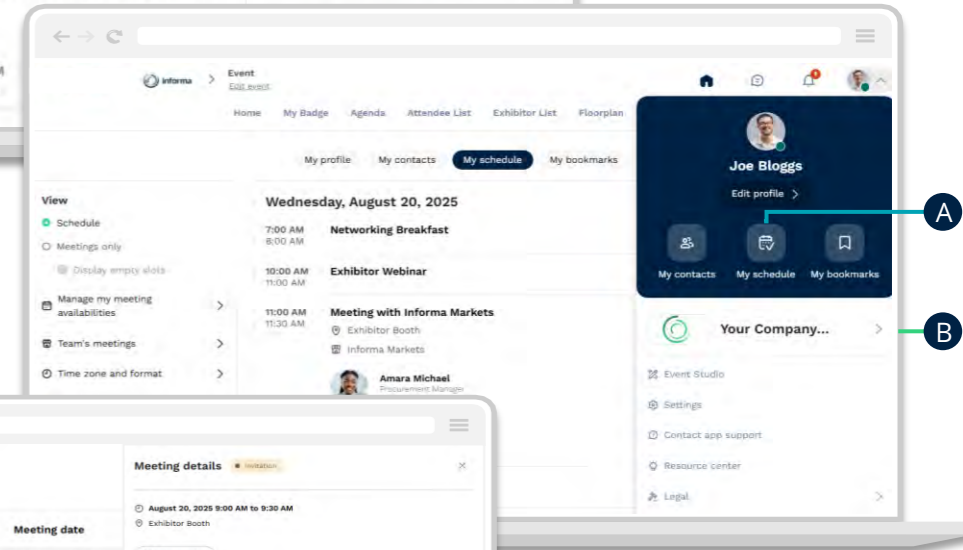 informa > Event
Edit event
Home My Badge Agenda Attendee List Exhibitor List Floorplan
My profile My contacts My schedule My bookmarks
Joe Bloggs
Edit profile >
My contacts My schedule My bookmarks
A
View
Schedule
Meetings only
Display empty slots
Manage my meeting
availabilities
Team's meetings
Time zone and format
Wednesday, August 20, 2025
7:00 AM Networking Breakfast
8:00 AM
10:00 AM Exhibitor Webinar
11:00 AM
11:00 AM Meeting with Informa Markets
11:30 AM Exhibitor Booth
Informa Markets
Amara Michael
Procurement Manager
Your Company...
B
Event Studio
Settings
Contact app support
Resource center
Legal
Meeting details Invitation
August 20, 2025 9:00 AM to 9:30 AM
Exhibitor Booth
Meeting date